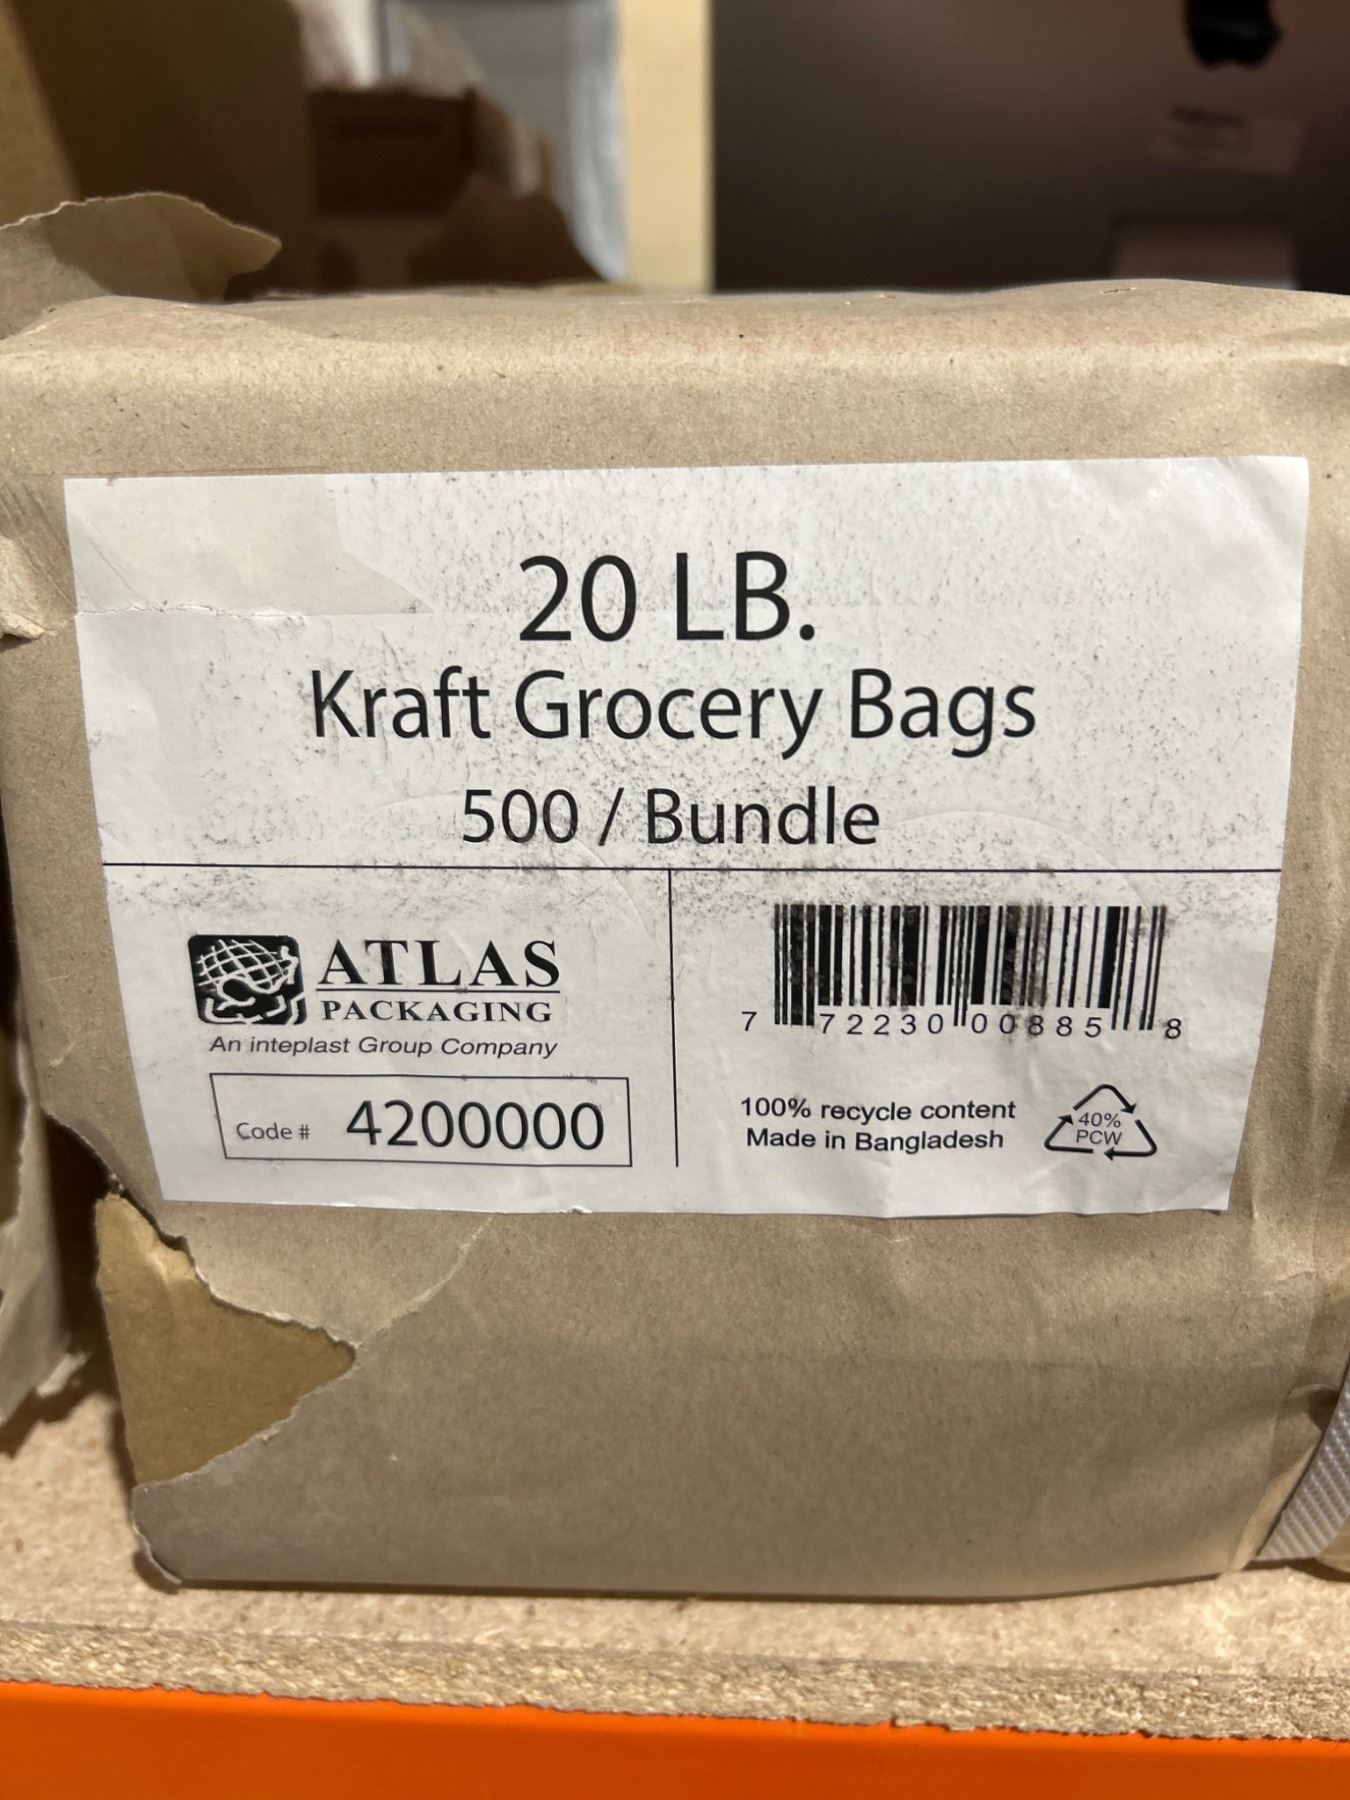 20 LB.
Kraft Grocery Bags
500 / Bundle
ATLAS
PACKAGING
An inteplast Group Company
Code # 4200000
7 72230 00885 8
100% recycle content
Made in Bangladesh
40%
PCW